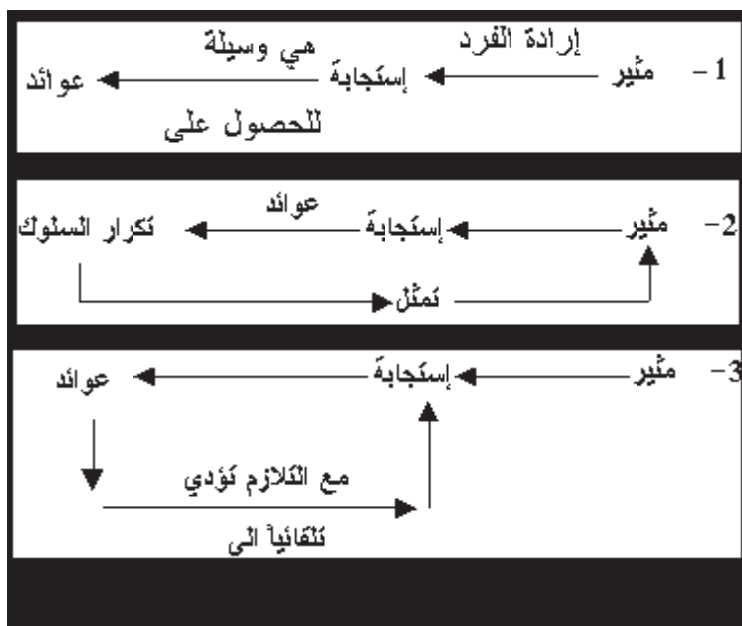 إرادة الفرد هي وسيلة
1- مثير إستجابة عوائد
للحصول على
عوائد
2- مثير إستجابة تكرار السلوك
تمثل
3- مثير إستجابة عوائد
مع التلازم تؤدي
تلقائياً الى